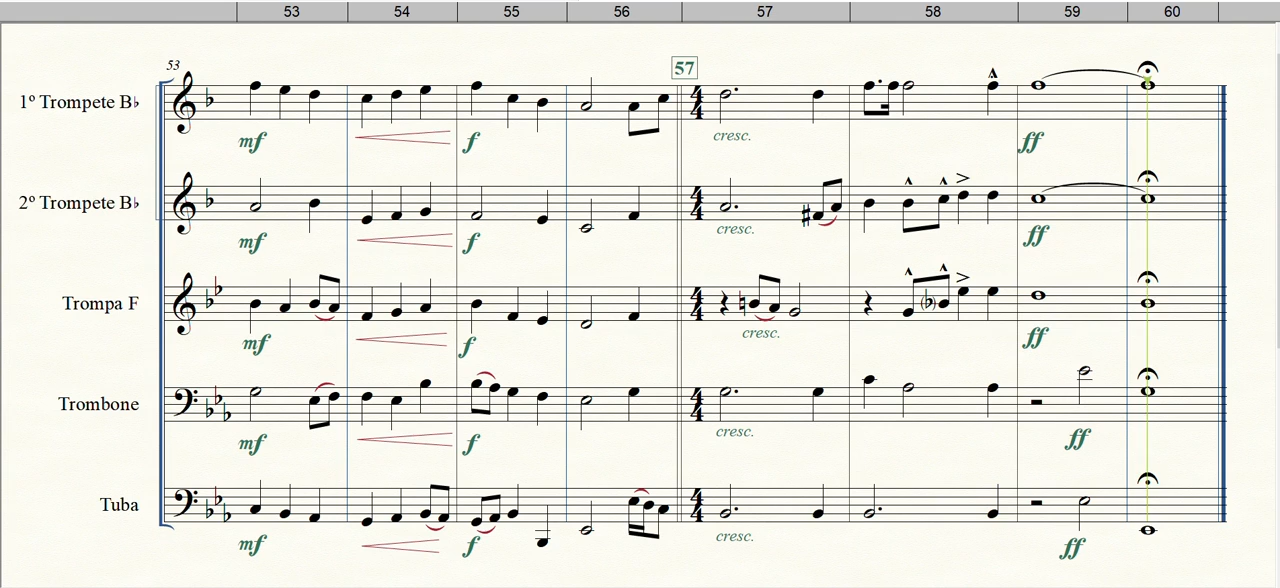 53 54 55 56 57 58 59 60
53
57
1º Trompete B♭
mf f cresc. ff
2º Trompete B♭
mf f cresc. ff
Trompa F
mf f cresc. ff
Trombone
mf f cresc. ff
Tuba
mf f cresc. ff